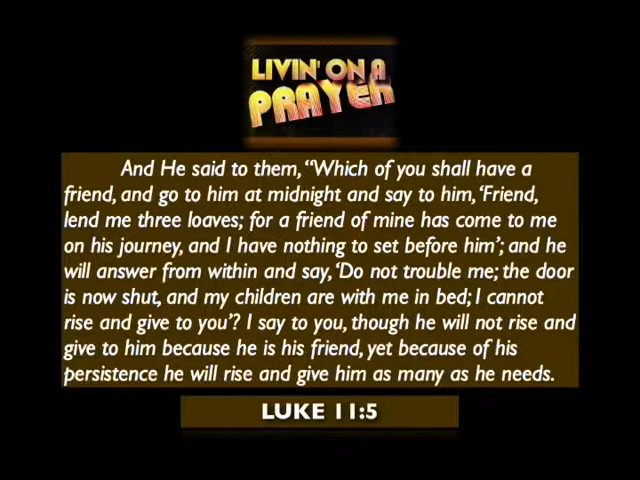 LIVIN' ON A
PRAYER
And He said to them, “Which of you shall have a
friend, and go to him at midnight and say to him, ‘Friend,
lend me three loaves; for a friend of mine has come to me
on his journey, and I have nothing to set before him’; and he
will answer from within and say, ‘Do not trouble me; the door
is now shut, and my children are with me in bed; I cannot
rise and give to you’? I say to you, though he will not rise and
give to him because he is his friend, yet because of his
persistence he will rise and give him as many as he needs.
LUKE 11:5